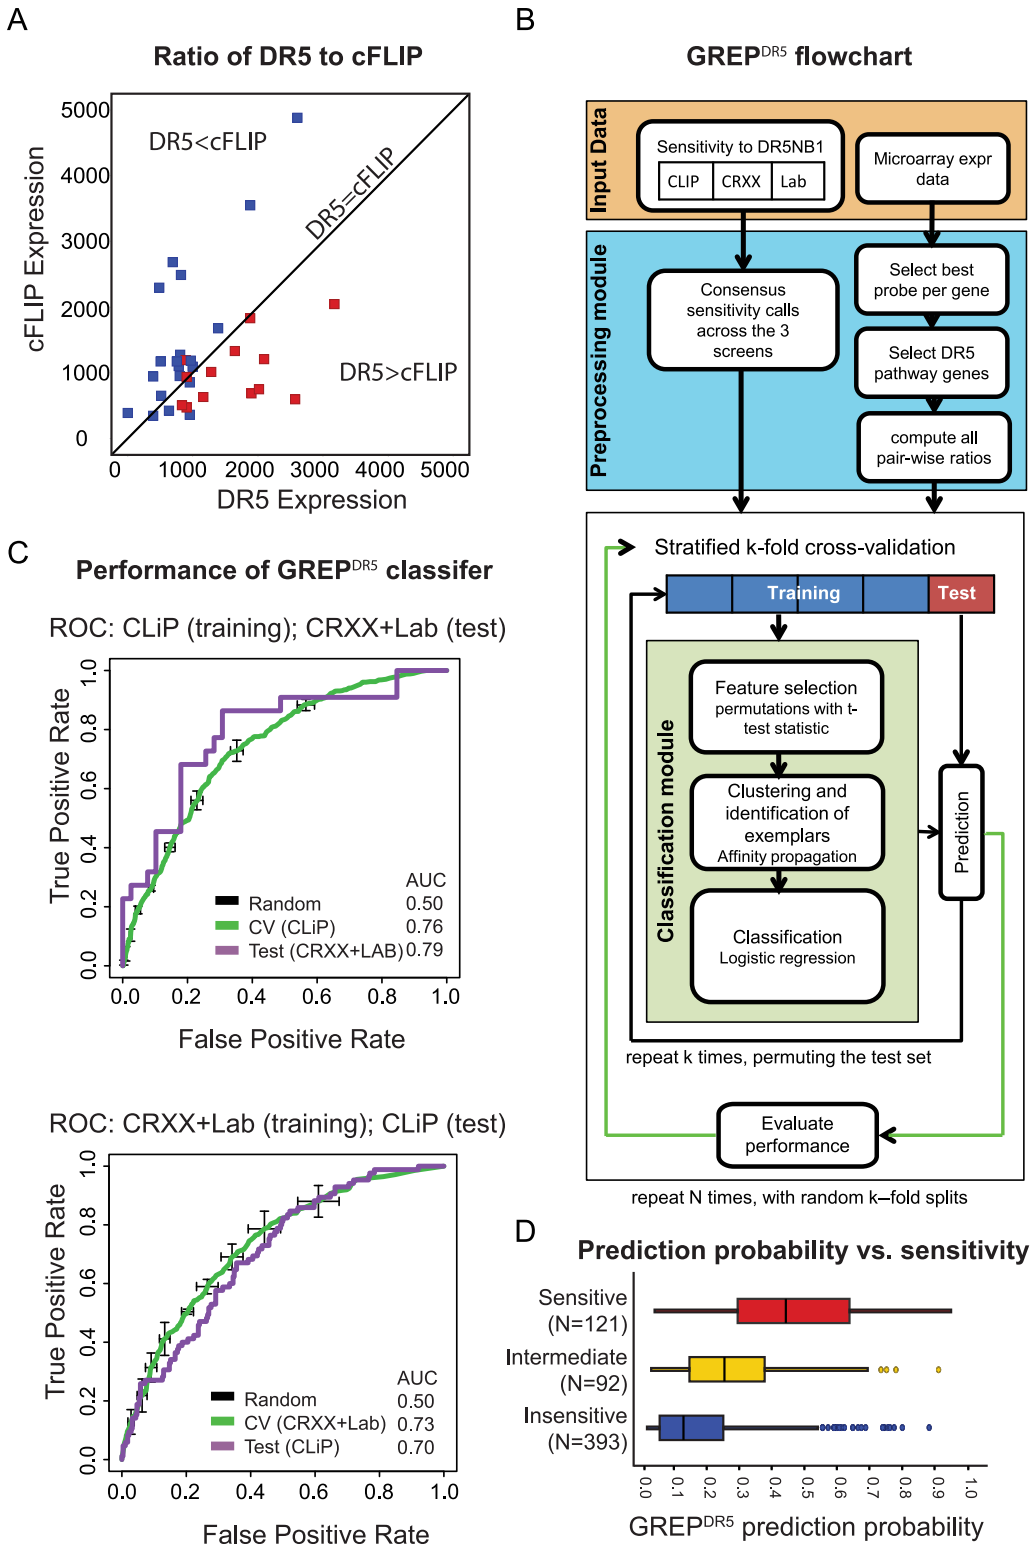 A
Ratio of DR5 to cFLIP
5000
4000
3000
2000
1000
0
cFLIP Expression
DR5<cFLIP
DR5=cFLIP
DR5>cFLIP
0 1000 2000 3000 4000 5000
DR5 Expression
B
GREPDR5 flowchart
Input Data
Sensitivity to DR5NB1
CLIP CRXX Lab
Microarray expr
data
Preprocessing module
Consensus
sensitivity calls
across the 3
screens
Select best
probe per gene
Select DR5
pathway genes
compute all
pair-wise ratios
Stratified k-fold cross-validation
Training Test
Classification module
Feature selection
permutations with t-
test statistic
Clustering and
identification of
exemplars
Affinity propagation
Classification
Logistic regression
Prediction
repeat k times, permuting the test set
Evaluate
performance
repeat N times, with random k–fold splits
C
Performance of GREPDR5 classifer
ROC: CLiP (training); CRXX+Lab (test)
True Positive Rate
1.0
0.8
0.6
0.4
0.2
0.0
AUC
Random 0.50
CV (CLiP) 0.76
Test (CRXX+LAB) 0.79
0.0 0.2 0.4 0.6 0.8 1.0
False Positive Rate
ROC: CRXX+Lab (training); CLiP (test)
True Positive Rate
1.0
0.8
0.6
0.4
0.2
0.0
AUC
Random 0.50
CV (CRXX+Lab) 0.73
Test (CLiP) 0.70
0.0 0.2 0.4 0.6 0.8 1.0
False Positive Rate
D
Prediction probability vs. sensitivity
Sensitive
(N=121)
Intermediate
(N=92)
Insensitive
(N=393)
0.0 0.1 0.2 0.3 0.4 0.5 0.6 0.7 0.8 0.9 1.0
GREPDR5 prediction probability